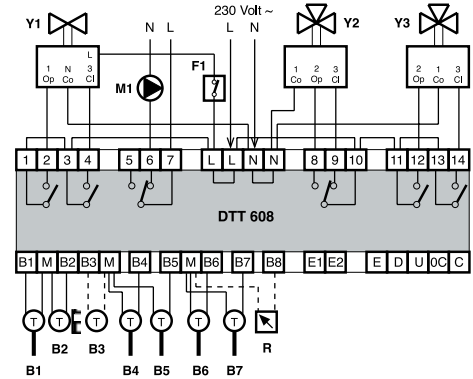 Y1 N L 230 Volt ~ Y2 Y3
L
1 N 3
Op Co Cl
M1
F1
1 2 3
Co Op Cl
1 N 3
Op Co Cl
1 2 3 4 5 6 7 L L N N 8 9 10 11 12 13 14
DTT 608
B1 M B2 B3 M B4 B5 M B6 B7 B8 E1 E2 E D U 0C C
T T T T T T T
B2 B3 R
B1 B4 B5 B6 B7